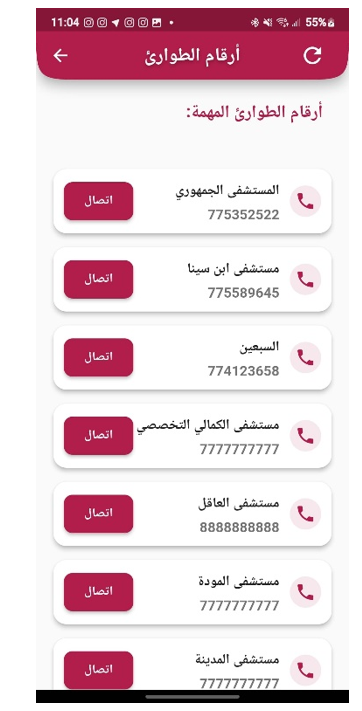 11:04
55%
أرقام الطوارئ
أرقام الطوارئ المهمة:
المستشفى الجمهوري
775352522
اتصال
مستشفى ابن سينا
775589645
اتصال
السبعين
774123658
اتصال
مستشفى الكمالي التخصصي
7777777777
اتصال
مستشفى العاقل
8888888888
اتصال
مستشفى المودة
7777777777
اتصال
مستشفى المدينة
7777777777
اتصال